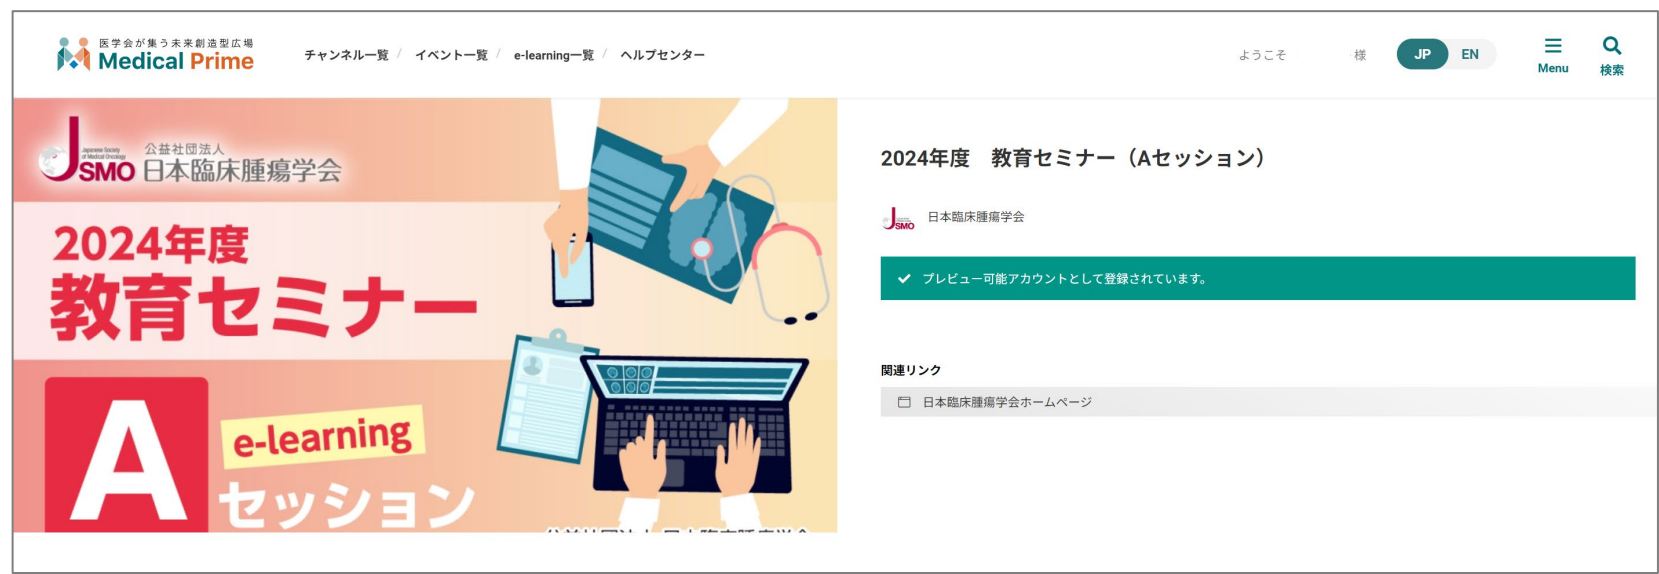 医学会が集う未来創造型広場
Medical Prime
チャンネル一覧 / イベント一覧 / e-learning一覧 / ヘルプセンター
ようこそ 様
JP EN
Menu
検索
Japanese Society
of Medical Oncology
JSMO
公益社団法人
日本臨床腫瘍学会
2024年度
教育セミナー
A
e-learning
セッション
2024年度 教育セミナー（Aセッション）
JSMO 日本臨床腫瘍学会
プレビュー可能アカウントとして登録されています。
関連リンク
日本臨床腫瘍学会ホームページ